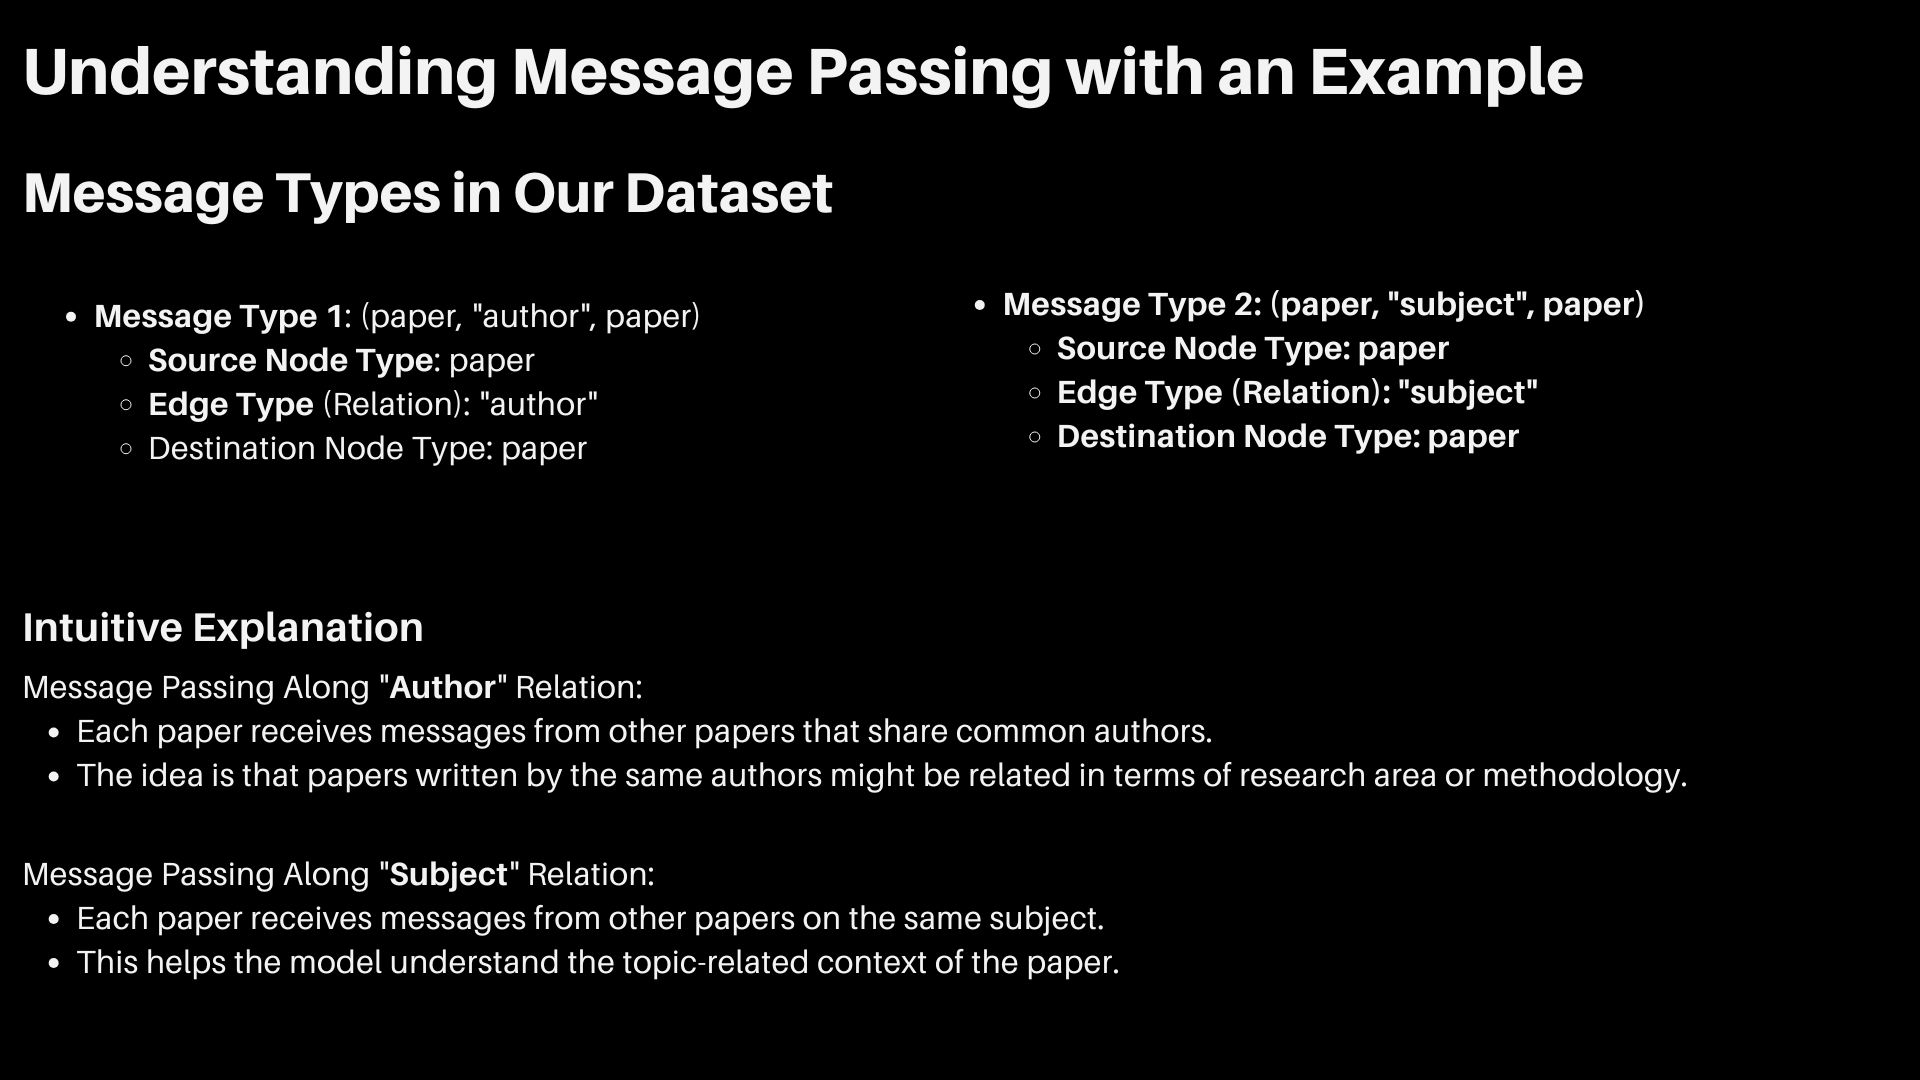 Understanding Message Passing with an Example
Message Types in Our Dataset
• Message Type 1: (paper, "author", paper)
◦ Source Node Type: paper
◦ Edge Type (Relation): "author"
◦ Destination Node Type: paper
• Message Type 2: (paper, "subject", paper)
◦ Source Node Type: paper
◦ Edge Type (Relation): "subject"
◦ Destination Node Type: paper
Intuitive Explanation
Message Passing Along "Author" Relation:
• Each paper receives messages from other papers that share common authors.
• The idea is that papers written by the same authors might be related in terms of research area or methodology.
Message Passing Along "Subject" Relation:
• Each paper receives messages from other papers on the same subject.
• This helps the model understand the topic-related context of the paper.